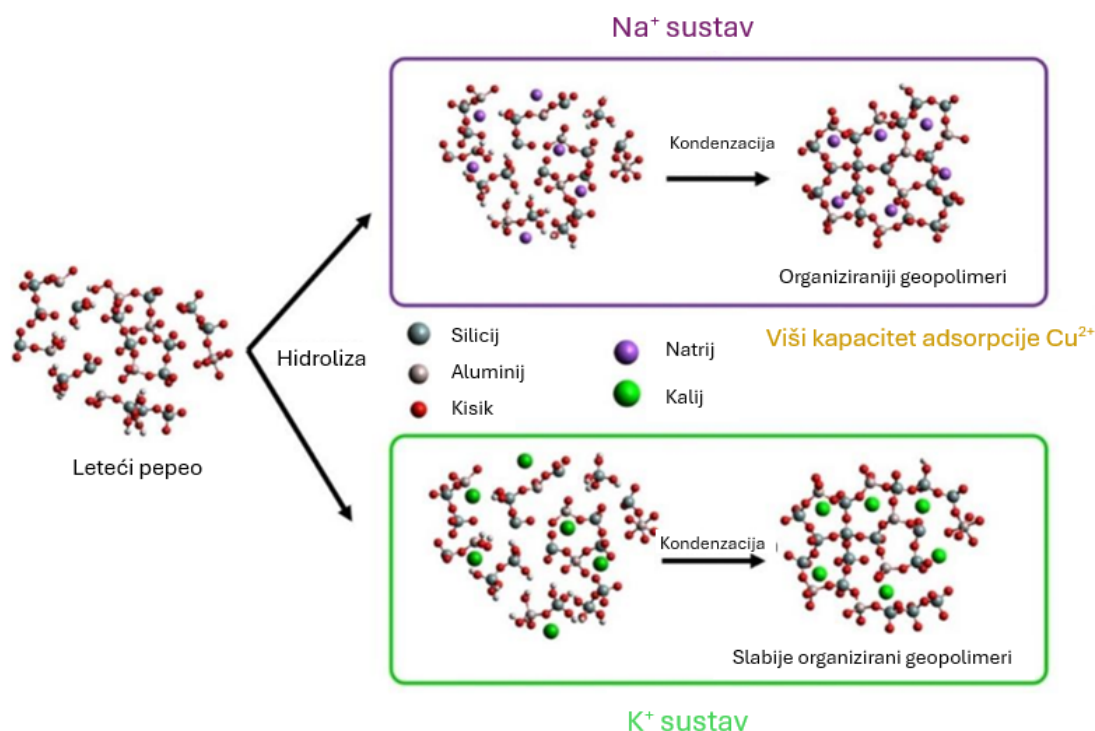 Na⁺ sustav
Kondenzacija
Organiziraniji geopolimeri
Hidroliza
Silicij
Aluminij
Kisik
Natrij
Kalij
Viši kapacitet adsorpcije Cu²⁺
Leteći pepeo
Kondenzacija
Slabije organizirani geopolimeri
K⁺ sustav